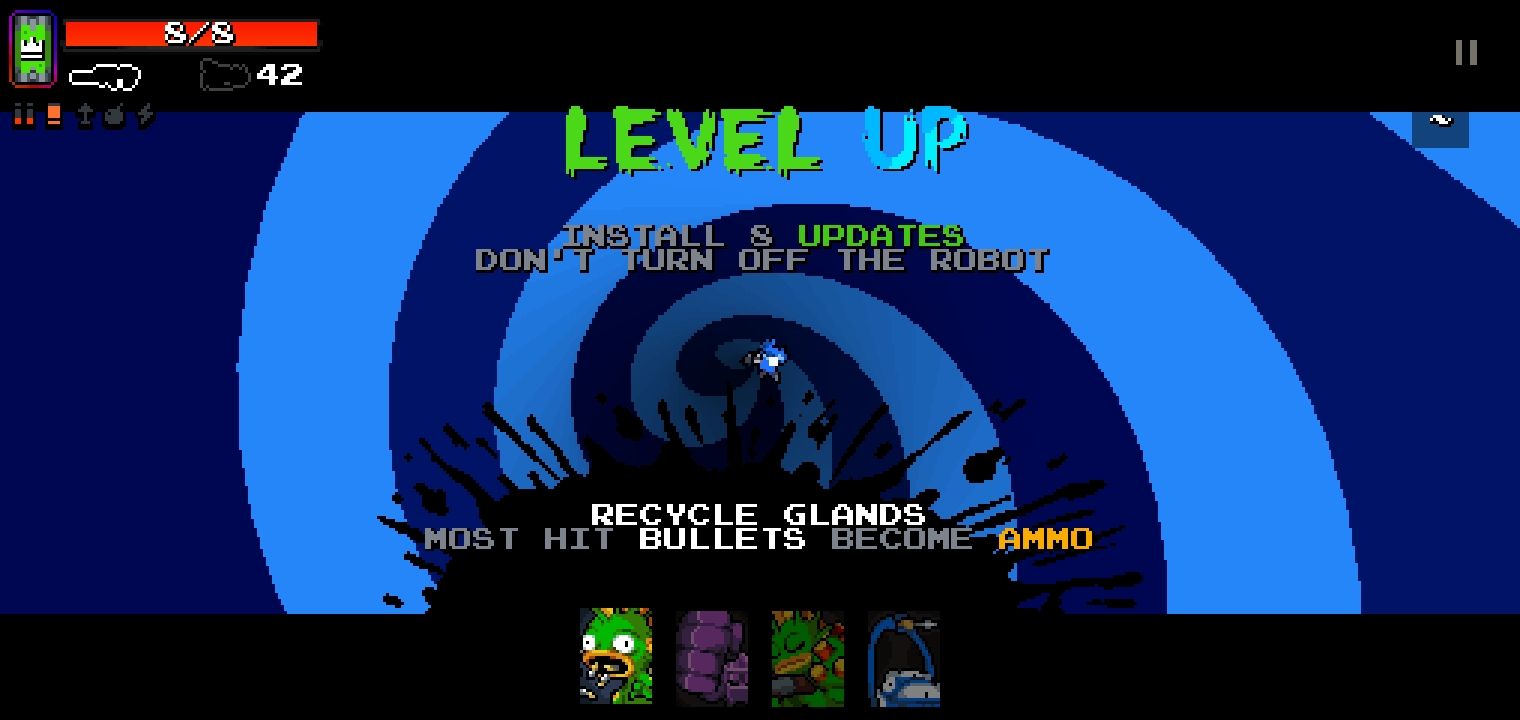 8/8
42
LEVEL UP
INSTALL 8 UPDATES
DON'T TURN OFF THE ROBOT
RECYCLE GLANDS
MOST HIT BULLETS BECOME AMMO